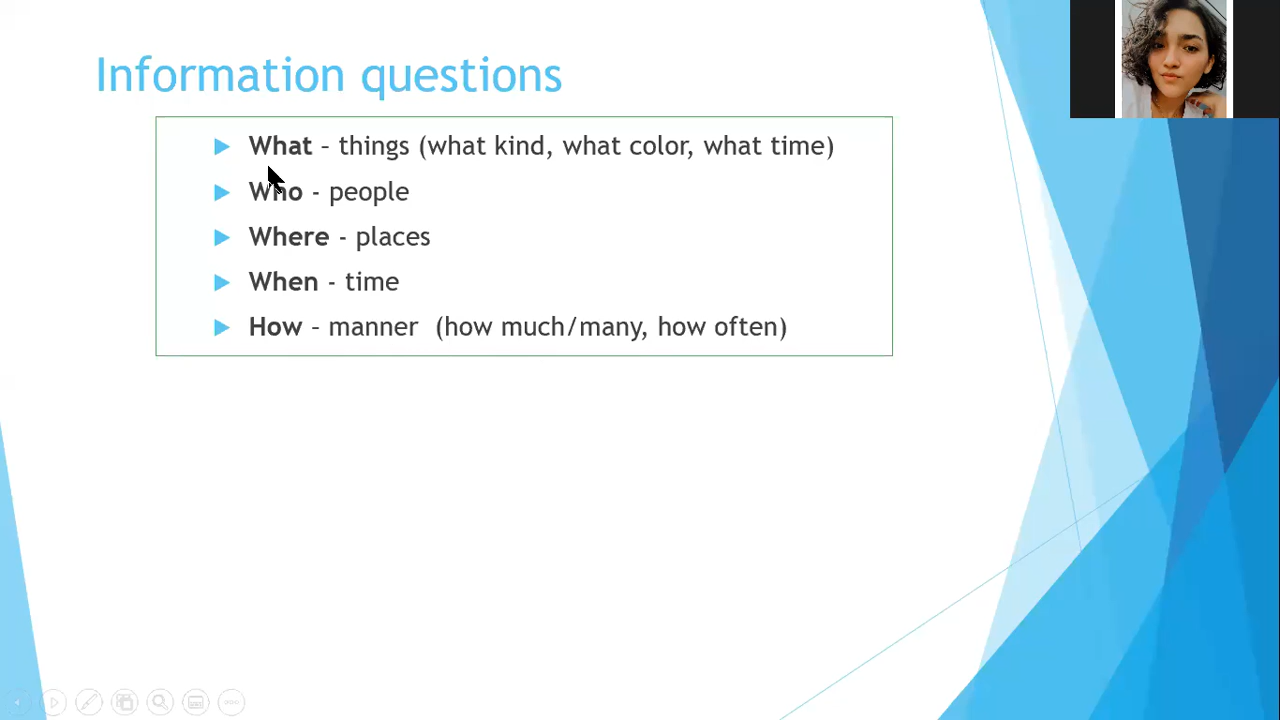 Information questions
What – things (what kind, what color, what time)
Who - people
Where - places
When - time
How – manner (how much/many, how often)